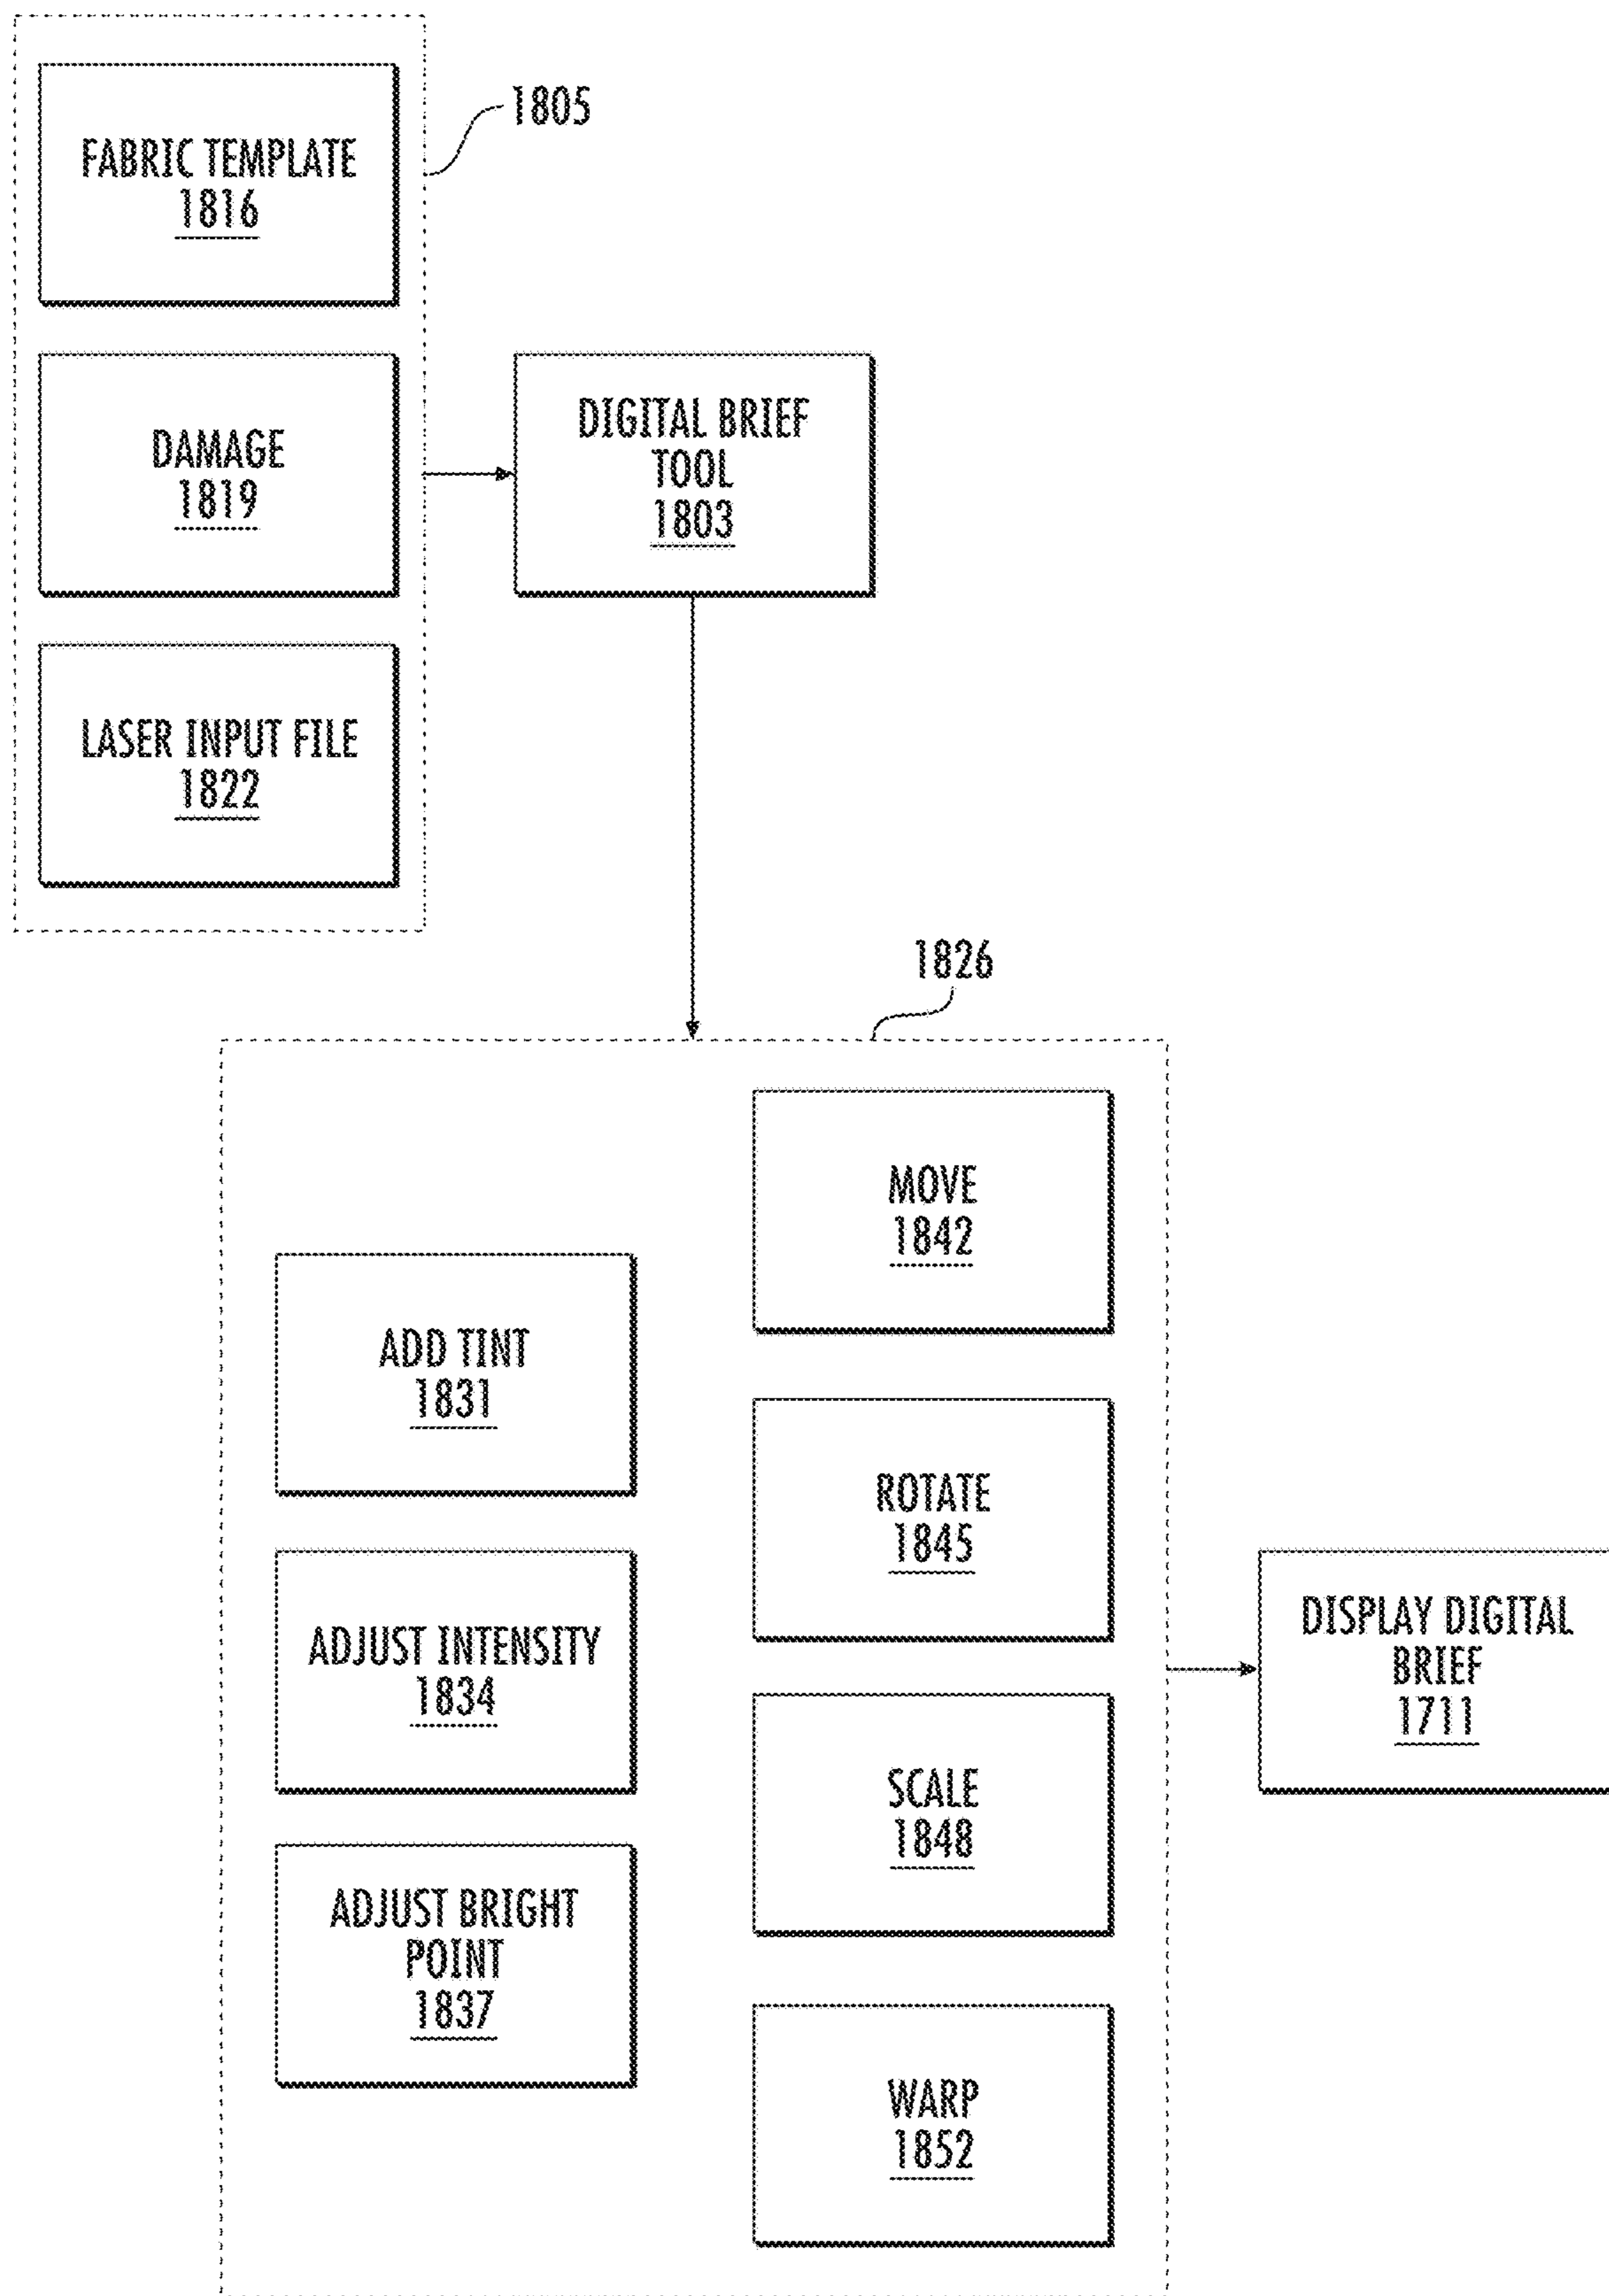 FABRIC TEMPLATE
1816
1805
DAMAGE
1819
DIGITAL BRIEF
TOOL
1803
LASER INPUT FILE
1822
1826
ADD TINT
1831
ADJUST INTENSITY
1834
ADJUST BRIGHT
POINT
1837
MOVE
1842
ROTATE
1845
SCALE
1848
WARP
1852
DISPLAY DIGITAL
BRIEF
1711